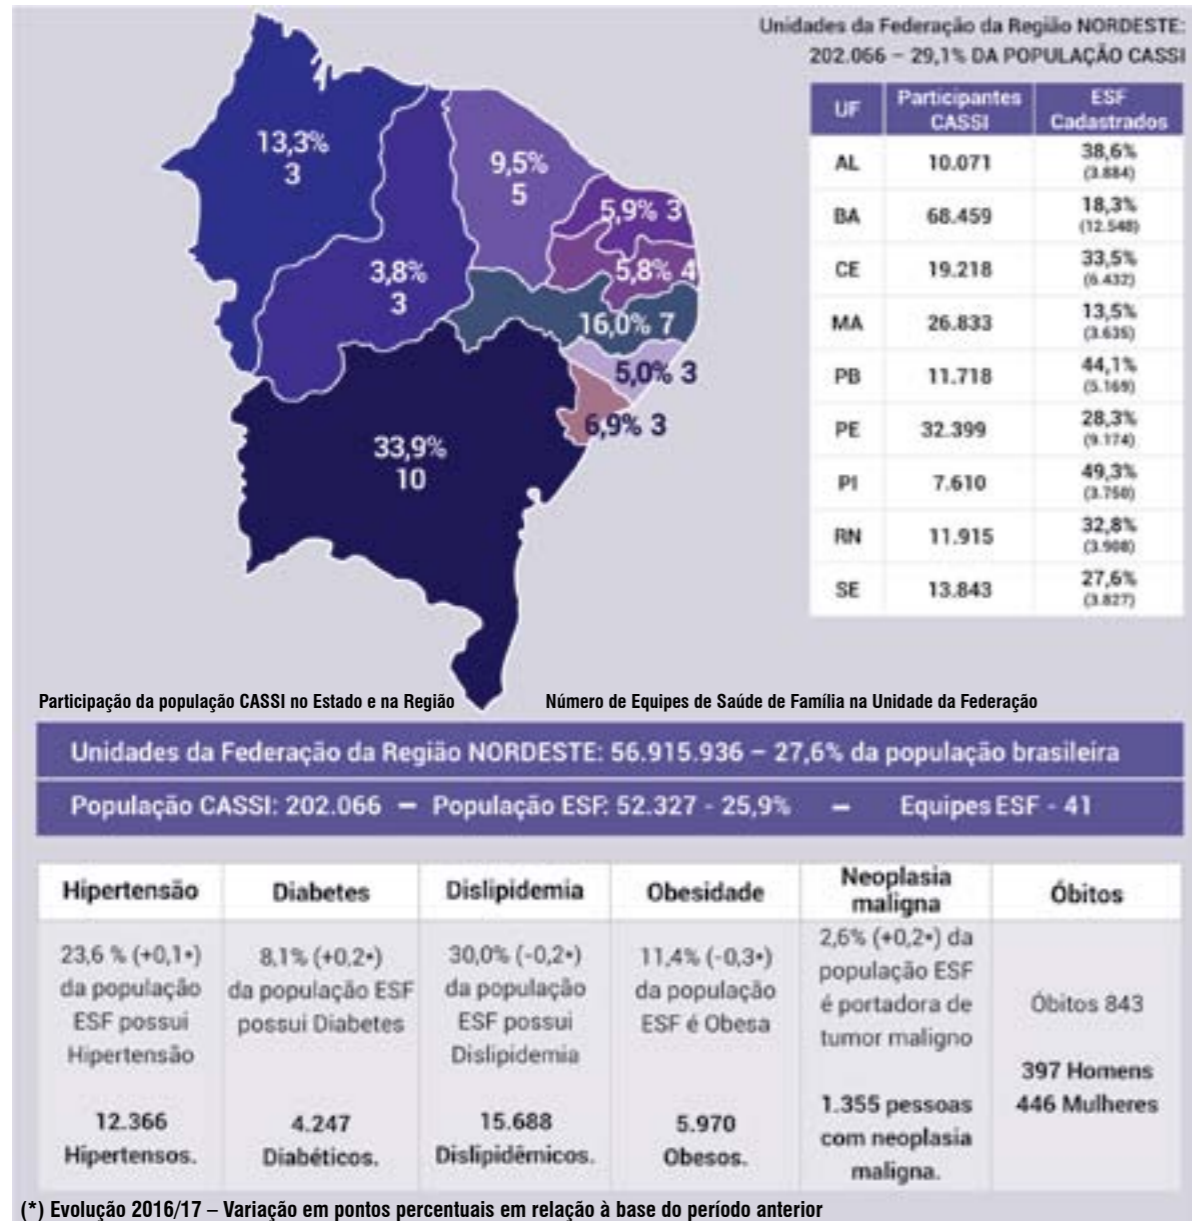 Unidades da Federação da Região NORDESTE:
202.066 – 29,1% DA POPULAÇÃO CASSI
UF Participantes CASSI ESF Cadastrados
AL 10.071 38,6% (3.884)
BA 68.459 18,3% (12.548)
CE 19.218 33,5% (6.432)
MA 26.833 13,5% (3.635)
PB 11.718 44,1% (5.169)
PE 32.399 28,3% (9.174)
PI 7.610 49,3% (3.750)
RN 11.915 32,8% (3.908)
SE 13.843 27,6% (3.827)
13,3%
3
9,5%
5
5,9% 3
3,8%
3
5,8% 4
16,0% 7
5,0% 3
6,9% 3
33,9%
10
Participação da população CASSI no Estado e na Região
Número de Equipes de Saúde de Família na Unidade da Federação
Unidades da Federação da Região NORDESTE: 56.915.936 – 27,6% da população brasileira
População CASSI: 202.066 – População ESF: 52.327 - 25,9% – Equipes ESF - 41
Hipertensão
23,6 % (+0,1•)
da população
ESF possui
Hipertensão
12.366
Hipertensos.
Diabetes
8,1% (+0,2•)
da população ESF
possui Diabetes
4.247
Diabéticos.
Dislipidemia
30,0% (-0,2•)
da população
ESF possui
Dislipidemia
15.688
Dislipidêmicos.
Obesidade
11,4% (-0,3•)
da população
ESF é Obesa
5.970
Obesos.
Neoplasia
maligna
2,6% (+0,2•) da
população ESF
é portadora de
tumor maligno
1.355 pessoas
com neoplasia
maligna.
Óbitos
Óbitos 843
397 Homens
446 Mulheres
(*) Evolução 2016/17 – Variação em pontos percentuais em relação à base do período anterior